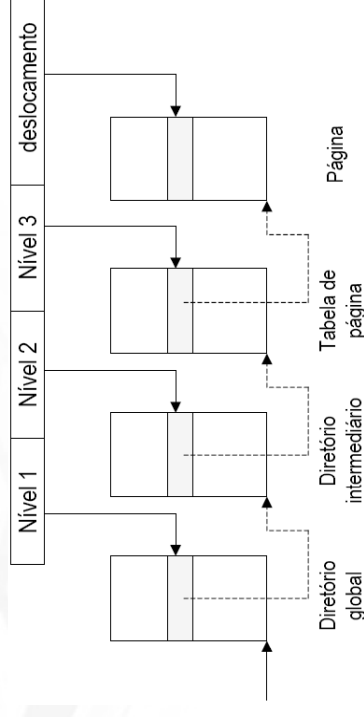 Nível 1
Nível 2
Nível 3
deslocamento
Diretório
global
Diretório
intermediário
Tabela de
página
Página